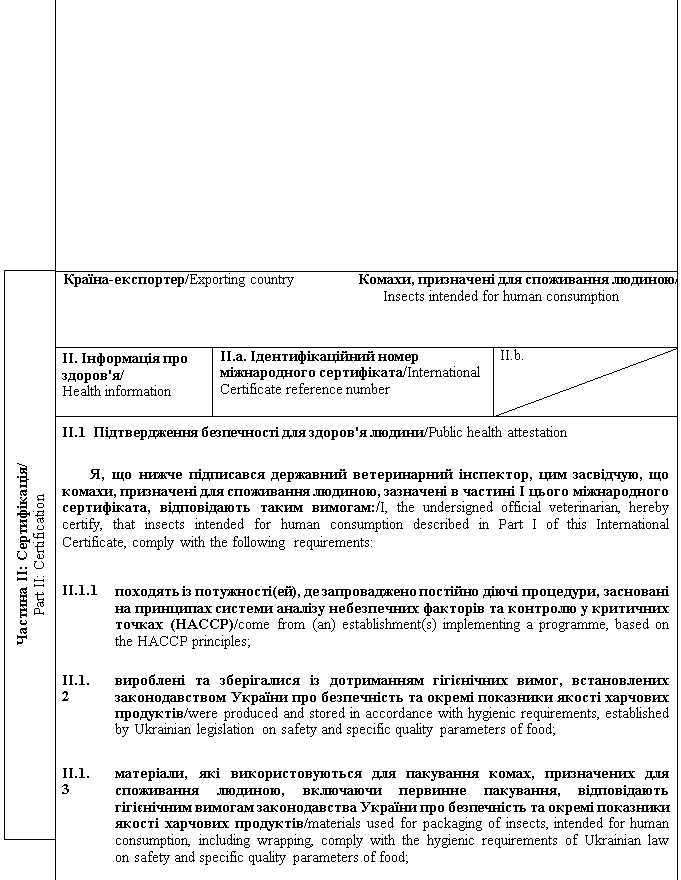 Країна-експортер/Exporting country
Комахи, призначені для споживання людиною/
Insects intended for human consumption
II. Інформація про
здоров'я/
Health information
II.a. Ідентифікаційний номер
міжнародного сертифіката/International
Certificate reference number
II.b.
Частина II: Сертифікація/
Part II: Certification
II.1 Підтвердження безпечності для здоров'я людини/Public health attestation
Я, що нижче підписався державний ветеринарний інспектор, цим засвідчую, що
комахи, призначені для споживання людиною, зазначені в частині I цього міжнародного
сертифіката, відповідають таким вимогам:/I, the undersigned official veterinarian, hereby
certify, that insects intended for human consumption described in Part I of this International
Certificate, comply with the following requirements:
II.1.1 походять із потужності(ей), де запроваджено постійно діючі процедури, засновані
на принципах системи аналізу небезпечних факторів та контролю у критичних
точках (HACCP)/come from (an) establishment(s) implementing a programme, based on
the HACCP principles;
II.1. вироблені та зберігалися із дотриманням гігієнічних вимог, встановлених
2 законодавством України про безпечність та окремі показники якості харчових
продуктів/were produced and stored in accordance with hygienic requirements, established
by Ukrainian legislation on safety and specific quality parameters of food;
II.1. матеріали, які використовуються для пакування комах, призначених для
3 споживання людиною, включаючи первинне пакування, відповідають
гігієнічним вимогам законодавства України про безпечність та окремі показники
якості харчових продуктів/materials used for packaging of insects, intended for human
consumption, including wrapping, comply with the hygienic requirements of Ukrainian law
on safety and specific quality parameters of food;